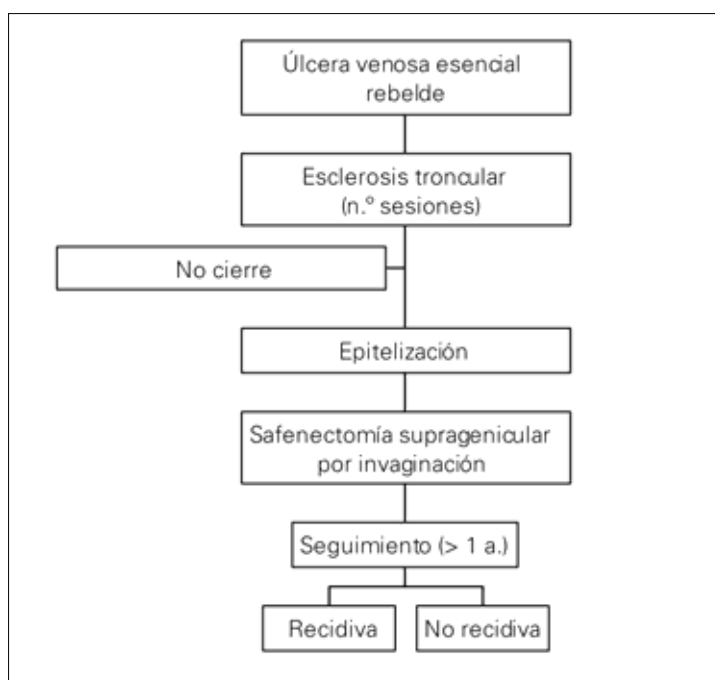 Úlcera venosa esencial
rebelde
Esclerosis troncular
(n.º sesiones)
No cierre
Epitelización
Safenectomía supragenicular
por invaginación
Seguimiento (> 1 a.)
Recidiva
No recidiva